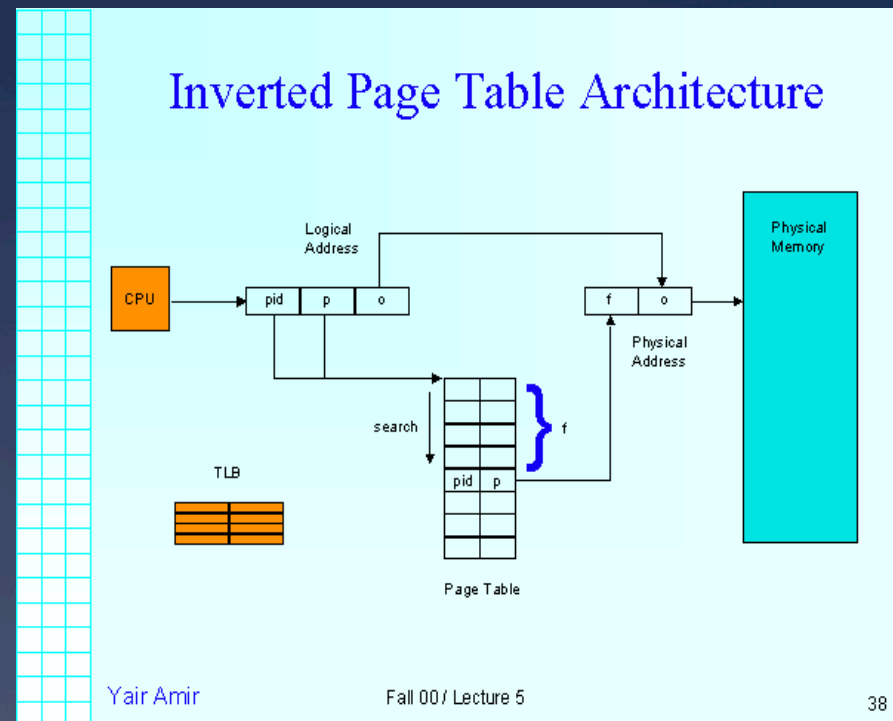 Inverted Page Table Architecture
Logical
Address
Physical
Memory
CPU
pid p o
f o
Physical
Address
search
f
TLB
pid p
Page Table
Yair Amir
Fall 00 / Lecture 5
38